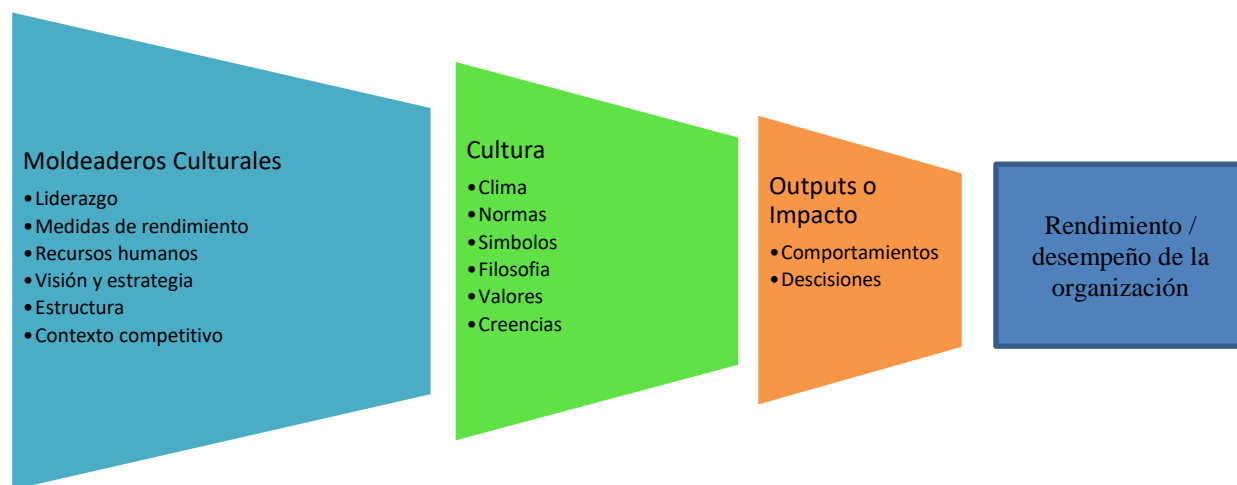 Moldeaderos Culturales
•Liderazgo
•Medidas de rendimiento
•Recursos humanos
•Visión y estrategia
•Estructura
•Contexto competitivo
Cultura
•Clima
•Normas
•Simbolos
•Filosofia
•Valores
•Creencias
Outputs o
Impacto
•Comportamientos
•Descisiones
Rendimiento /
desempeño de la
organización